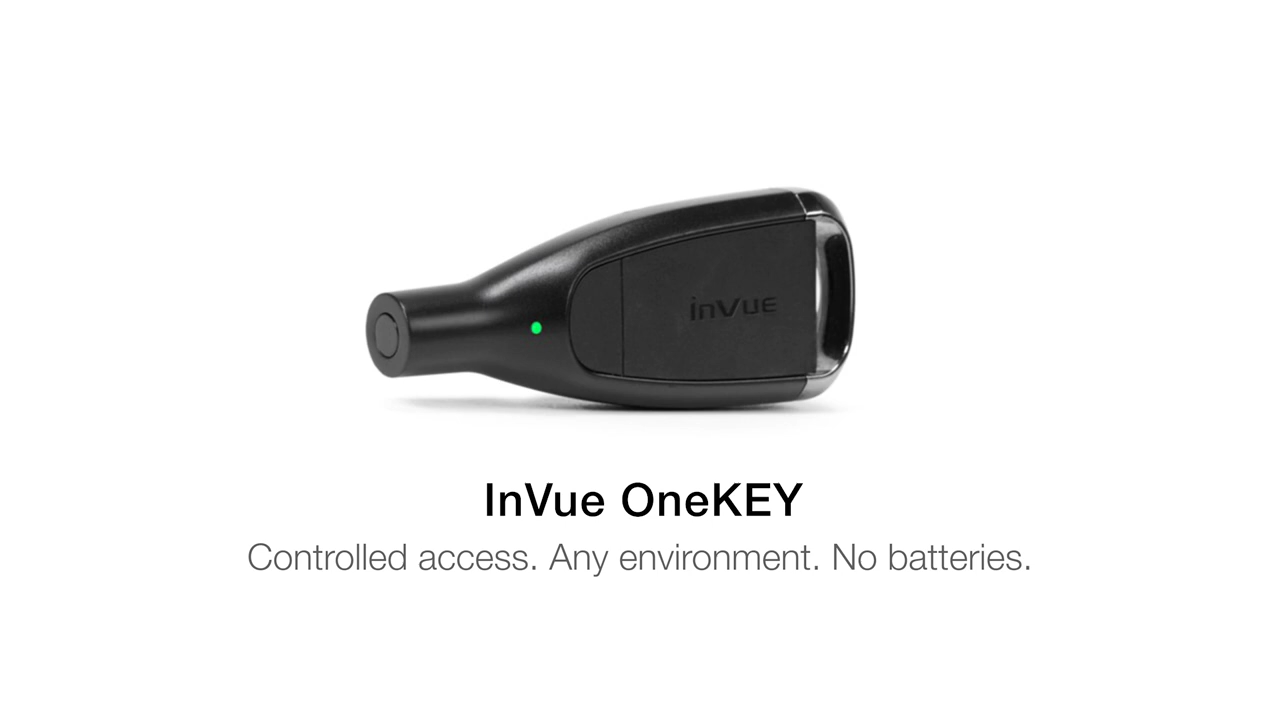 inVue
InVue OneKEY
Controlled access. Any environment. No batteries.